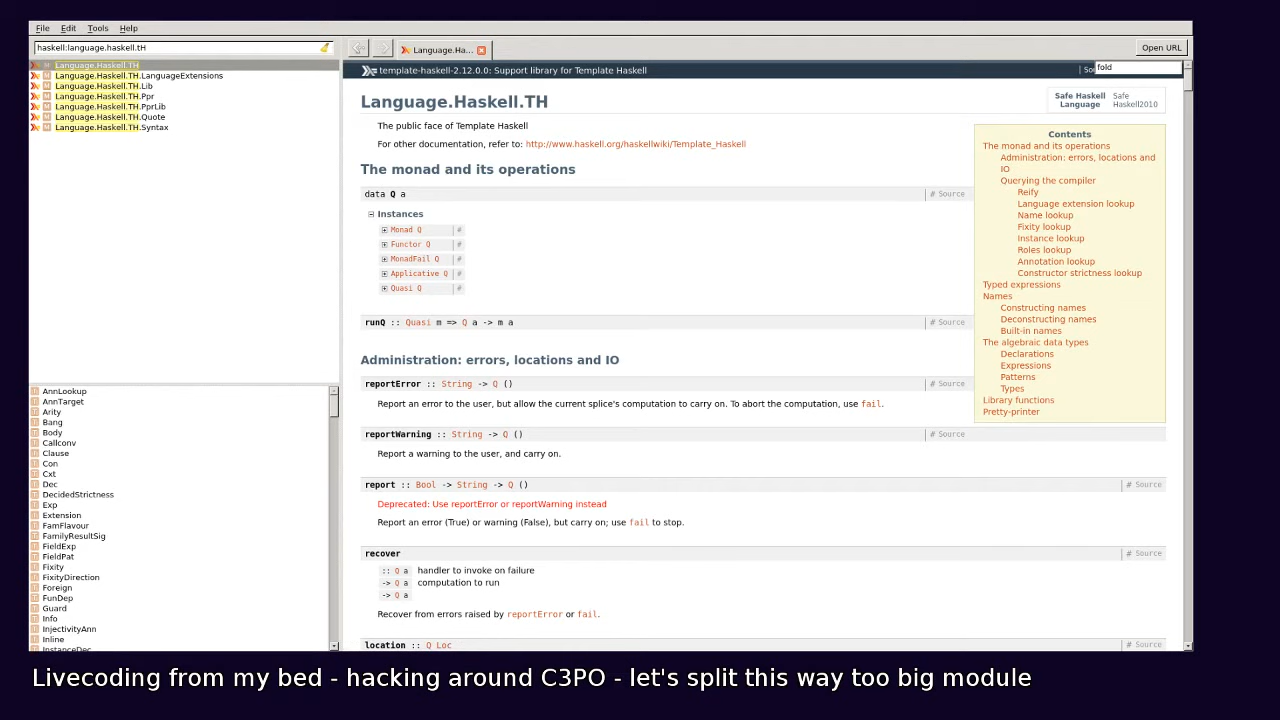 File Edit Tools Help
haskell:language.haskell.tH
Language.Haskell.TH
Language.Haskell.TH.LanguageExtensions
Language.Haskell.TH.Lib
Language.Haskell.TH.Ppr
Language.Haskell.TH.PprLib
Language.Haskell.TH.Quote
Language.Haskell.TH.Syntax
AnnLookup
AnnTarget
Arity
Bang
Body
Callconv
Clause
Con
Cxt
Dec
DecidedStrictness
Exp
Extension
FamFlavour
FamilyResultSig
FieldExp
FieldPat
Fixity
FixityDirection
Foreign
FunDep
Guard
Info
InjectivityAnn
Inline
InstanceDec
Language.Ha...
Open URL
template-haskell-2.12.0.0: Support library for Template Haskell
fold
Language.Haskell.TH
Safe Haskell Safe
Language Haskell2010
The public face of Template Haskell
For other documentation, refer to: http://www.haskell.org/haskellwiki/Template_Haskell
Contents
The monad and its operations
Administration: errors, locations and
IO
Querying the compiler
Reify
Language extension lookup
Name lookup
Fixity lookup
Instance lookup
Roles lookup
Annotation lookup
Constructor strictness lookup
Typed expressions
Names
Constructing names
Deconstructing names
Built-in names
The algebraic data types
Declarations
Expressions
Patterns
Types
Library functions
Pretty-printer
The monad and its operations
data Q a # Source
Instances
Monad Q #
Functor Q #
MonadFail Q #
Applicative Q #
Quasi Q #
runQ :: Quasi m => Q a -> m a # Source
Administration: errors, locations and IO
reportError :: String -> Q () # Source
Report an error to the user, but allow the current splice's computation to carry on. To abort the computation, use fail.
reportWarning :: String -> Q () # Source
Report a warning to the user, and carry on.
report :: Bool -> String -> Q () # Source
Deprecated: Use reportError or reportWarning instead
Report an error (True) or warning (False), but carry on; use fail to stop.
recover # Source
:: Q a handler to invoke on failure
-> Q a computation to run
-> Q a
Recover from errors raised by reportError or fail.
location :: Q Loc # Source
Livecoding from my bed - hacking around C3PO - let's split this way too big module